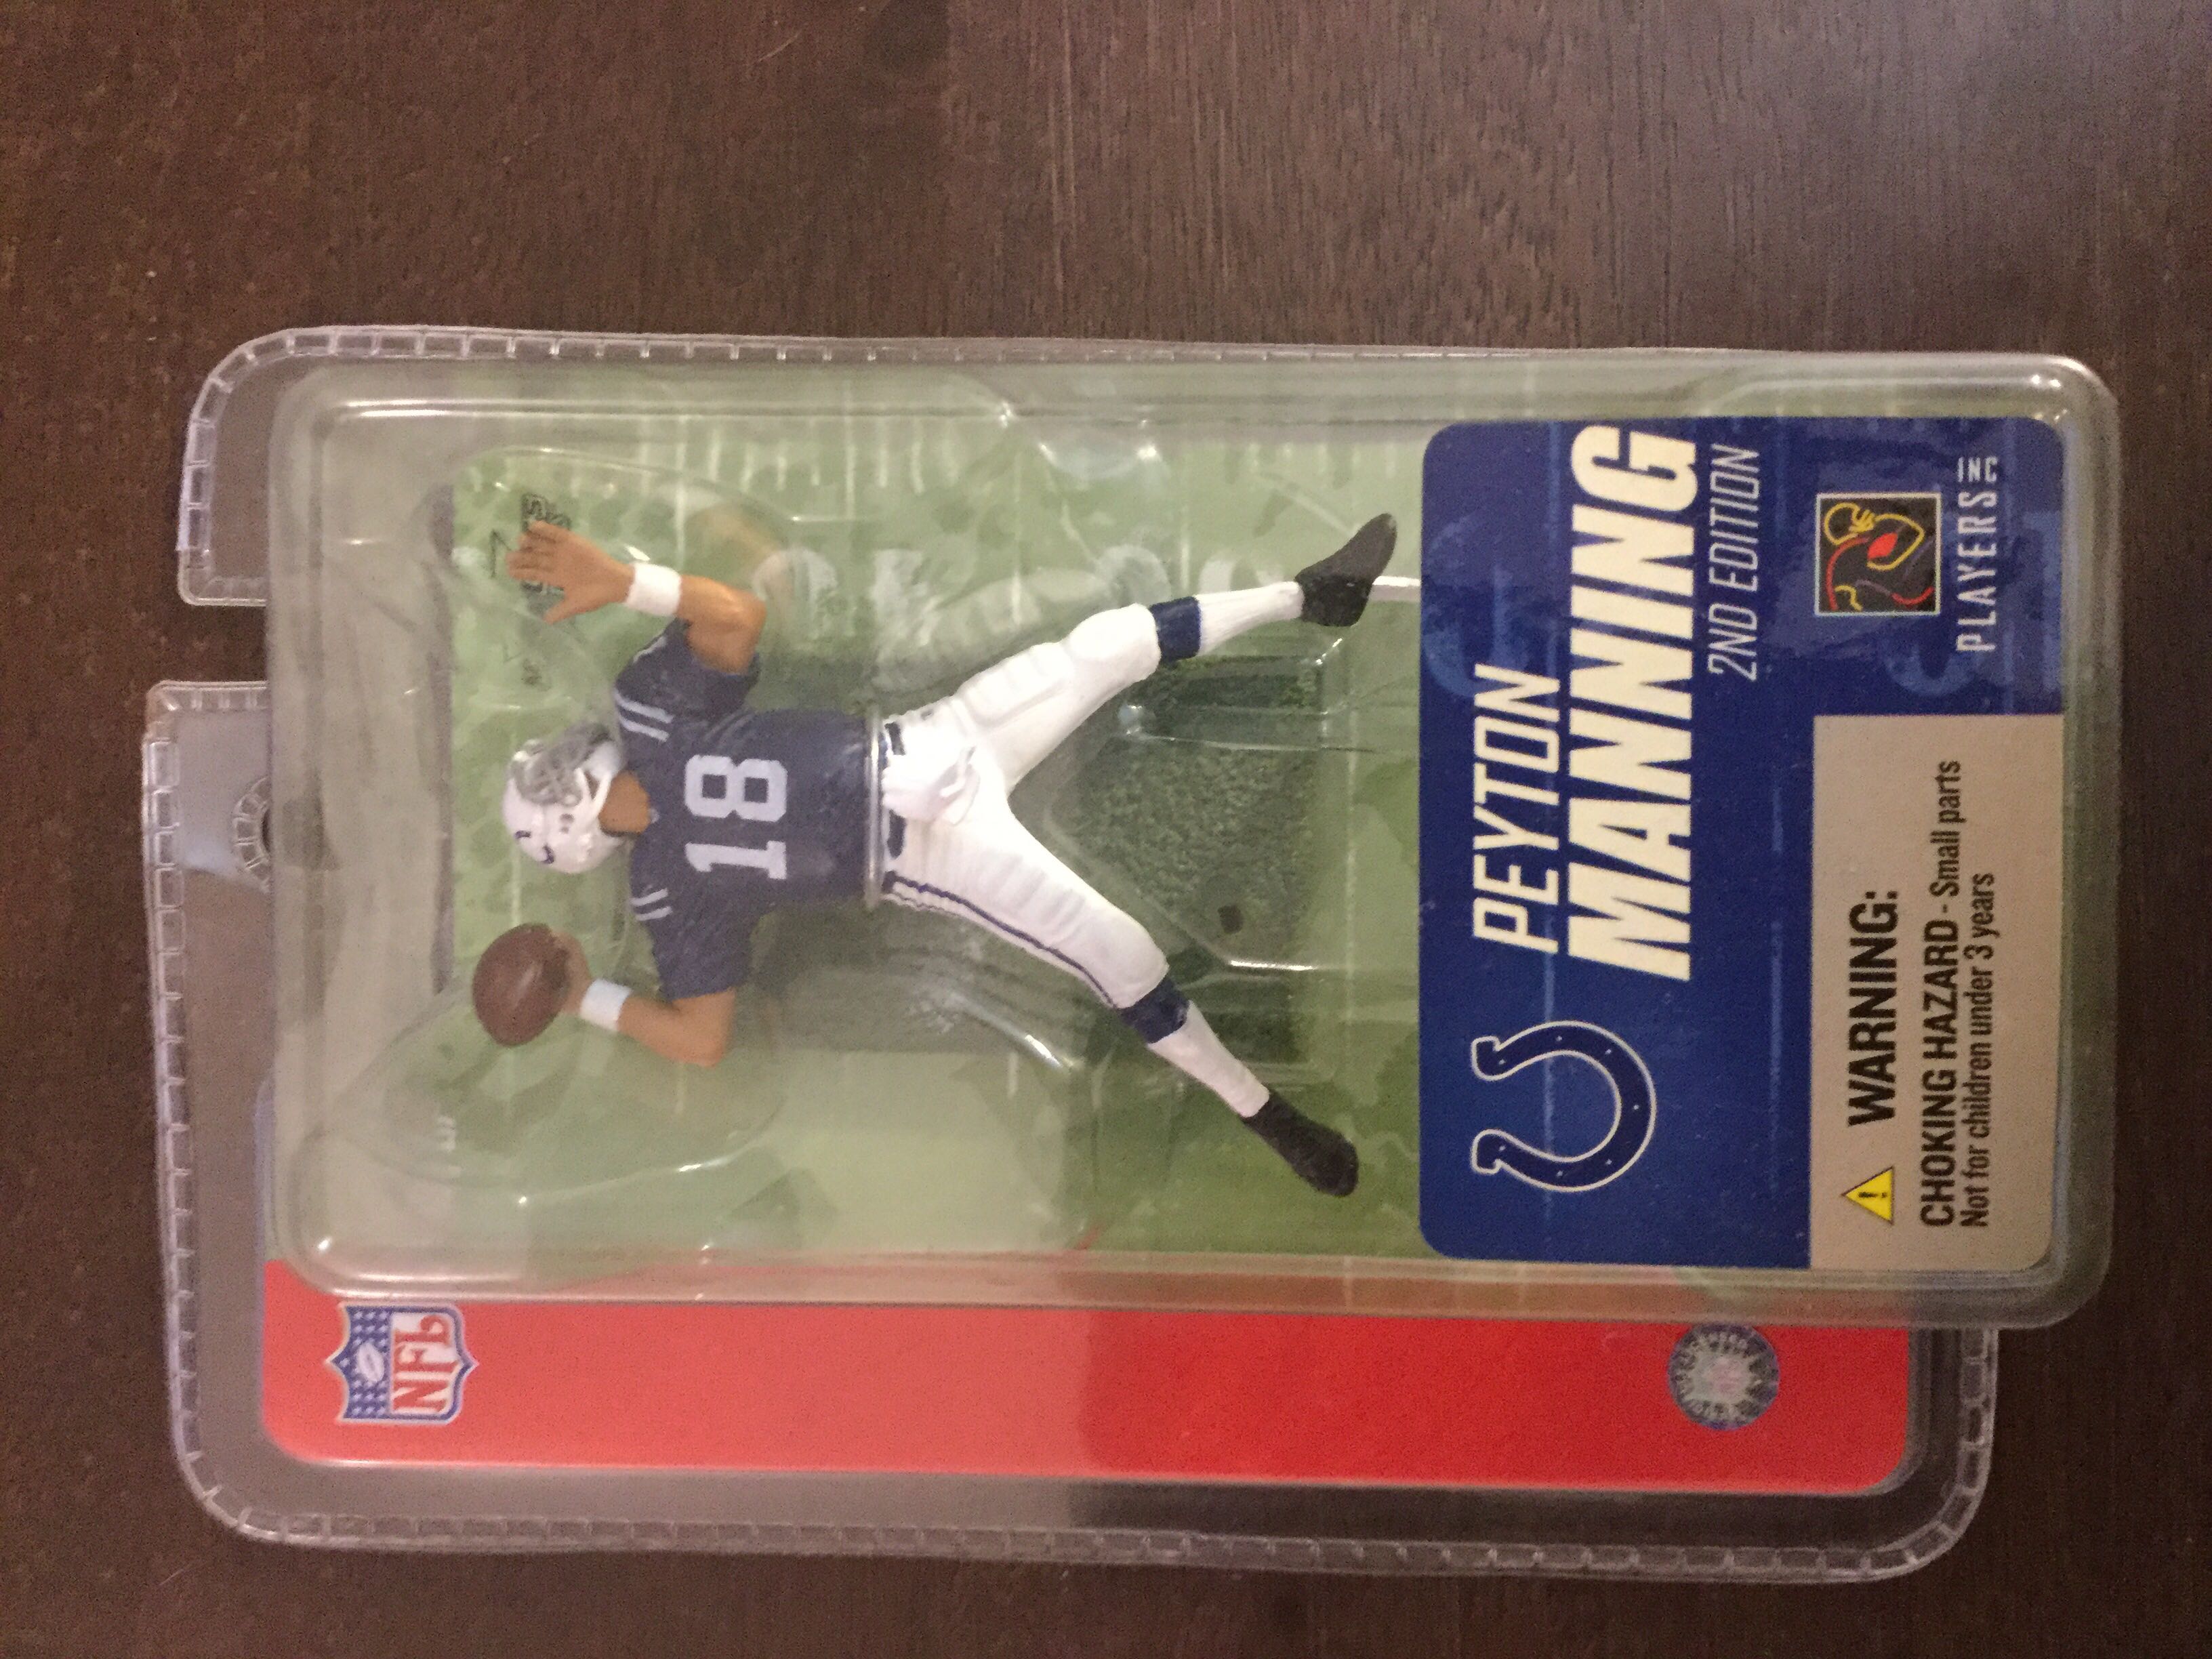 18
PEYTON
MANNING
2ND EDITION
WARNING:
CHOKING HAZARD - Small parts
Not for children under 3 years
PLAYERS INC
NFL